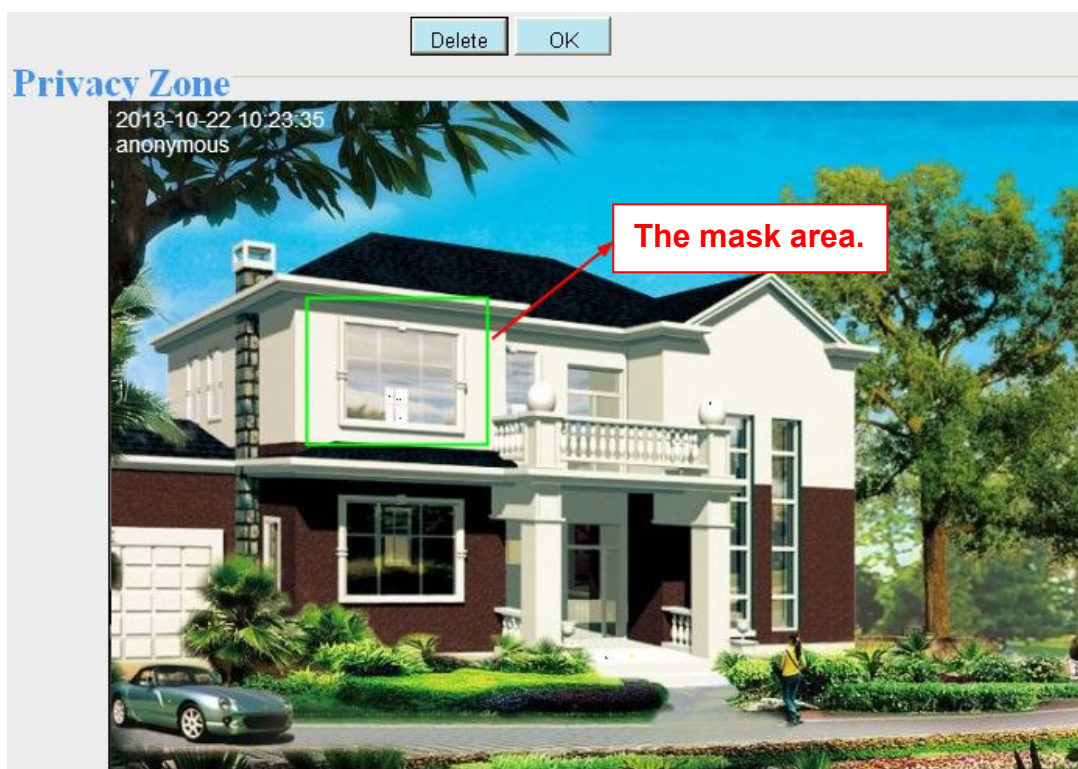 Delete OK
Privacy Zone
2013-10-22 10:23:35
anonymous
The mask area.